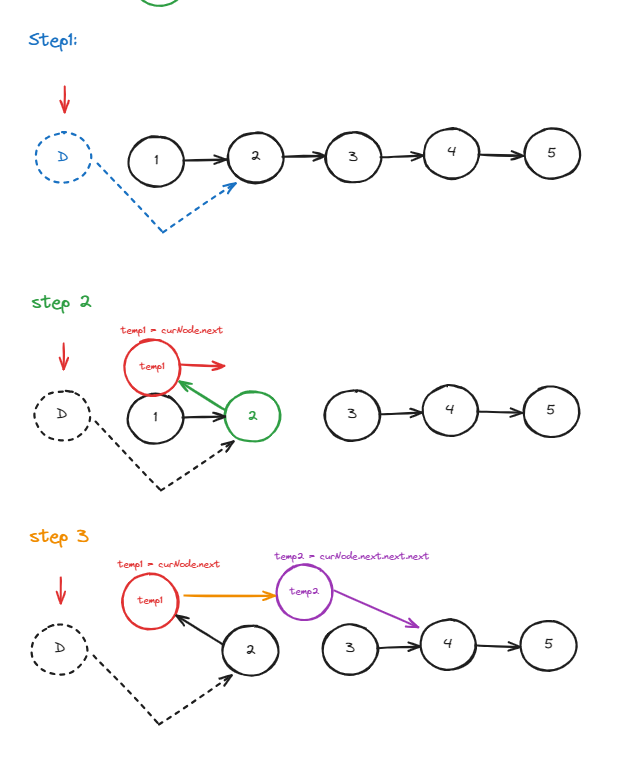 Step1:
D 1 2 3 4 5
step 2
temp1 = curNode.next
temp1
D 1 2 3 4 5
step 3
temp1 = curNode.next temp2 = curNode.next.next.next
temp1 temp2
D 2 3 4 5